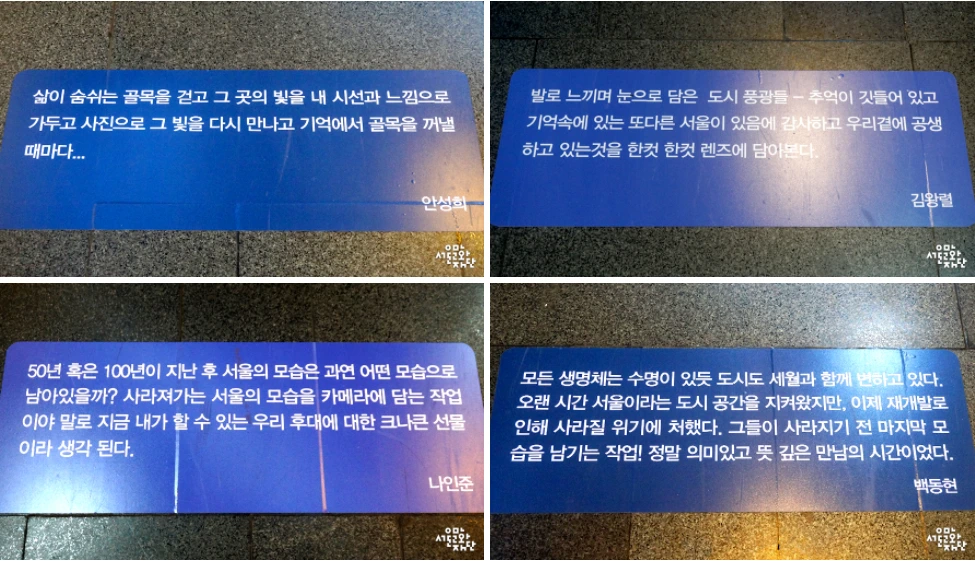 삶이 숨쉬는 골목을 걷고 그 곳의 빛을 내 시선과 느낌으로
가두고 사진으로 그 빛을 다시 만나고 기억에서 골목을 꺼낼
때마다...
안성희
발로 느끼며 눈으로 담은 도시 풍광들 – 추억이 깃들어 있고
기억속에 있는 또다른 서울이 있음에 감사하고 우리곁에 공생
하고 있는것을 한컷 한컷 렌즈에 담아본다.
김왕렬
50년 혹은 100년이 지난 후 서울의 모습은 과연 어떤 모습으로
남아있을까? 사라져가는 서울의 모습을 카메라에 담는 작업
이야 말로 지금 내가 할 수 있는 우리 후대에 대한 크나큰 선물
이라 생각 된다.
나인준
모든 생명체는 수명이 있듯 도시도 세월과 함께 변하고 있다.
오랜 시간 서울이라는 도시 공간을 지켜왔지만, 이제 재개발로
인해 사라질 위기에 처했다. 그들이 사라지기 전 마지막 모
습을 남기는 작업! 정말 의미있고 뜻 깊은 만남의 시간이었다.
백동현